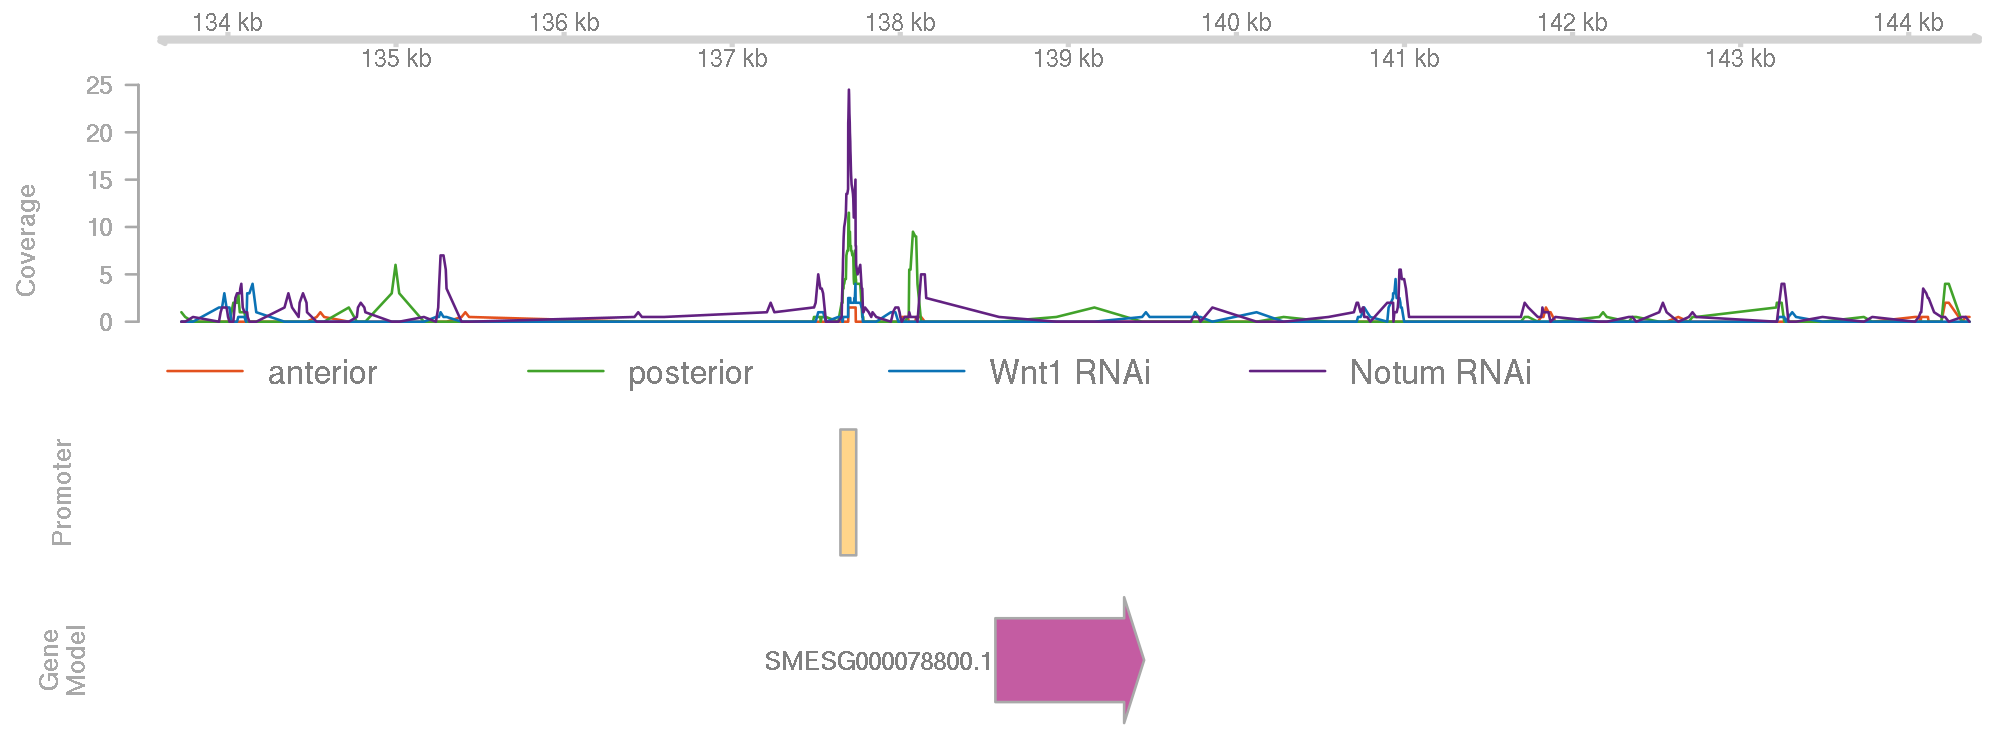 134 kb 136 kb 138 kb 140 kb 142 kb 144 kb
135 kb 137 kb 139 kb 141 kb 143 kb
Coverage
25
20
15
10
5
0
anterior posterior Wnt1 RNAi Notum RNAi
Promoter
Gene
Model
SMESG000078800.1